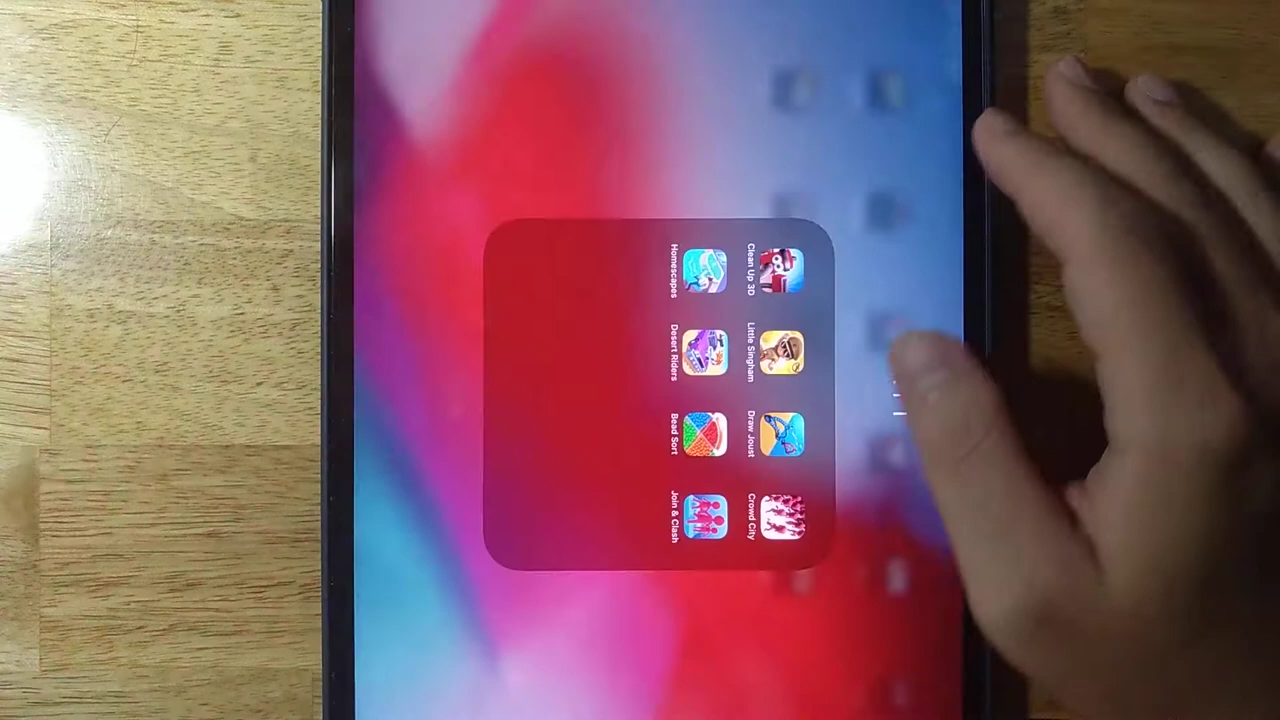 Clean Up 3D
Little Singham
Draw Joust
Crowd City
Homescapes
Desert Riders
Bead Sort
Join & Clash